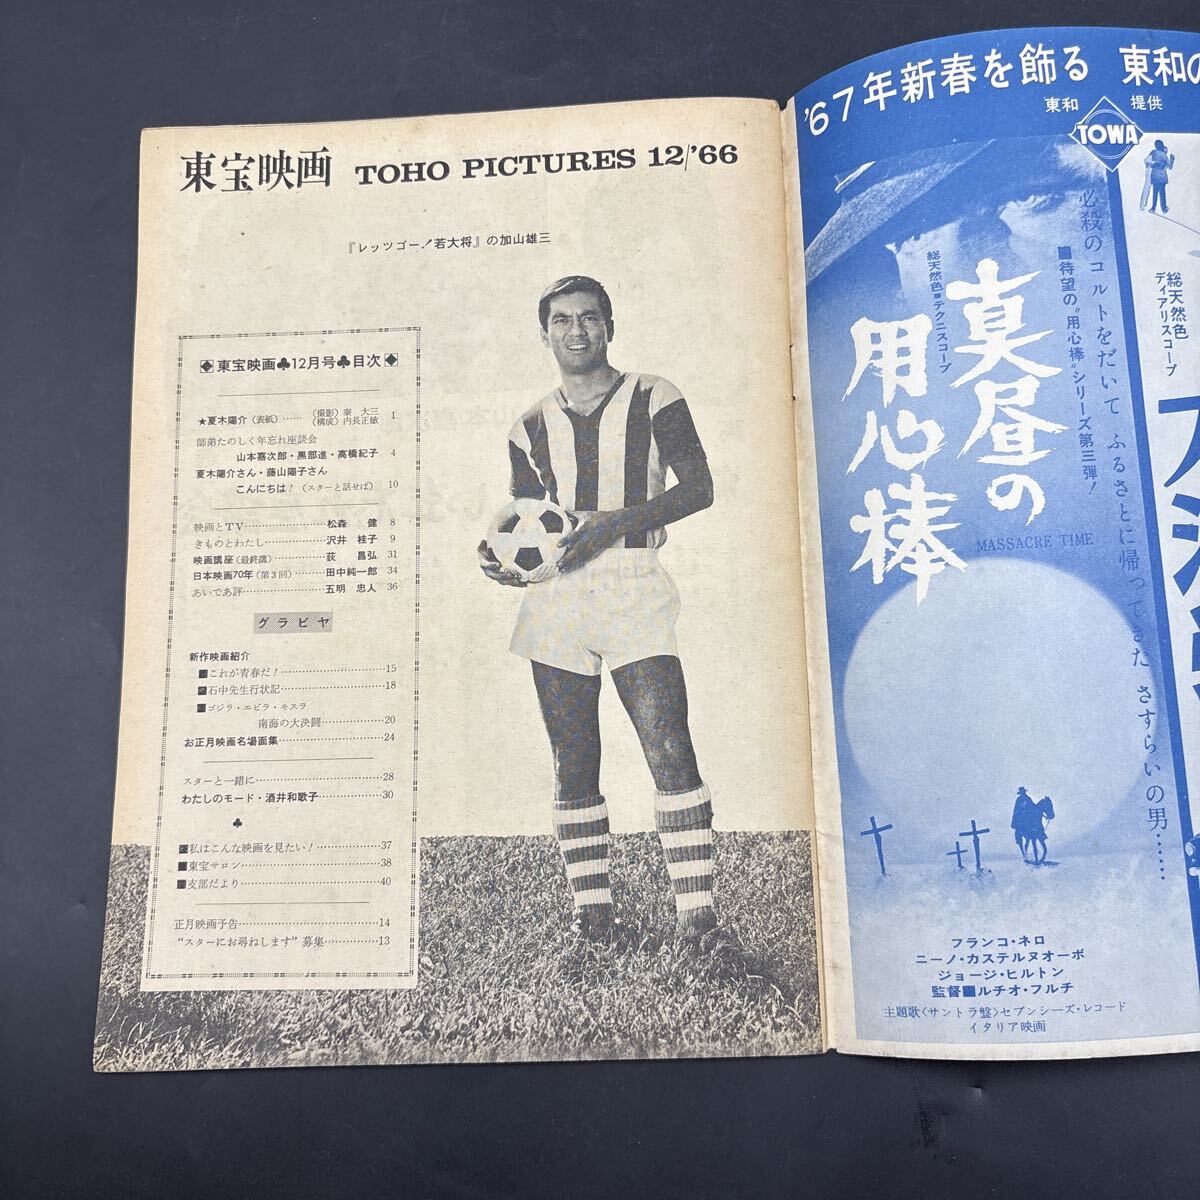 東宝映画 TOHO PICTURES 12/'66
『レッツゴー!若大将』の加山雄三
東宝映画♣12月号♣目次
★夏木陽介(表紙)……(撮影)秦 大三
(構成)内長正敏 1
師弟たのしく年忘れ座談会
山本嘉次郎・黒部進・高橋紀子 4
夏木陽介さん・藤山陽子さん
こんにちは!(スターと話せば) 10
映画とTV……松森 健 8
きものとわたし……沢井 桂子 9
映画講座(最終講)……荻 昌弘 31
日本映画70年(第3回)……田中純一郎 34
あいであ評……五明 忠人 36
グラビヤ
新作映画紹介
■これが青春だ!……15
■石中先生行状記……18
■ゴジラ・エビラ・モスラ
南海の大決闘……20
お正月映画名場面集……24
スターと一緒に……28
わたしのモード・酒井和歌子……30
♣
■私はこんな映画を見たい!……37
■東宝サロン……38
■支部だより……40
正月映画予告……14
“スターにお尋ねします”募集……13
'67年新春を飾る 東和の
東和 TOWA 提供
必殺のコルトをだいて ふるさとに帰ってきた さすらいの男……
■待望の“用心棒”シリーズ第三弾!
総天然色■テクニスコープ
真昼の
用心棒
MASSACRE TIME
フランコ・ネロ
ニーノ・カステルヌオーボ
ジョージ・ヒルトン
監督■ルチオ・フルチ
主題歌〈サントラ盤〉セブンシーズ・レコード
イタリア映画
総天然色
ディアリスコープ